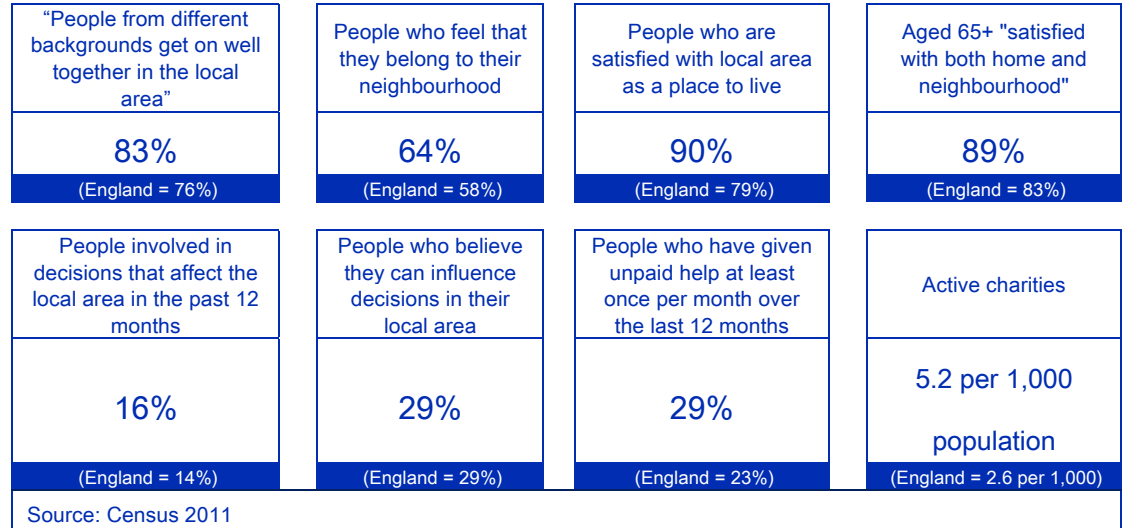 “People from different
backgrounds get on well
together in the local
area”
83%
(England = 76%)
People who feel that
they belong to their
neighbourhood
64%
(England = 58%)
People who are
satisfied with local area
as a place to live
90%
(England = 79%)
Aged 65+ "satisfied
with both home and
neighbourhood"
89%
(England = 83%)
People involved in
decisions that affect the
local area in the past 12
months
16%
(England = 14%)
People who believe
they can influence
decisions in their
local area
29%
(England = 29%)
People who have given
unpaid help at least
once per month over
the last 12 months
29%
(England = 23%)
Active charities
5.2 per 1,000
population
(England = 2.6 per 1,000)
Source: Census 2011